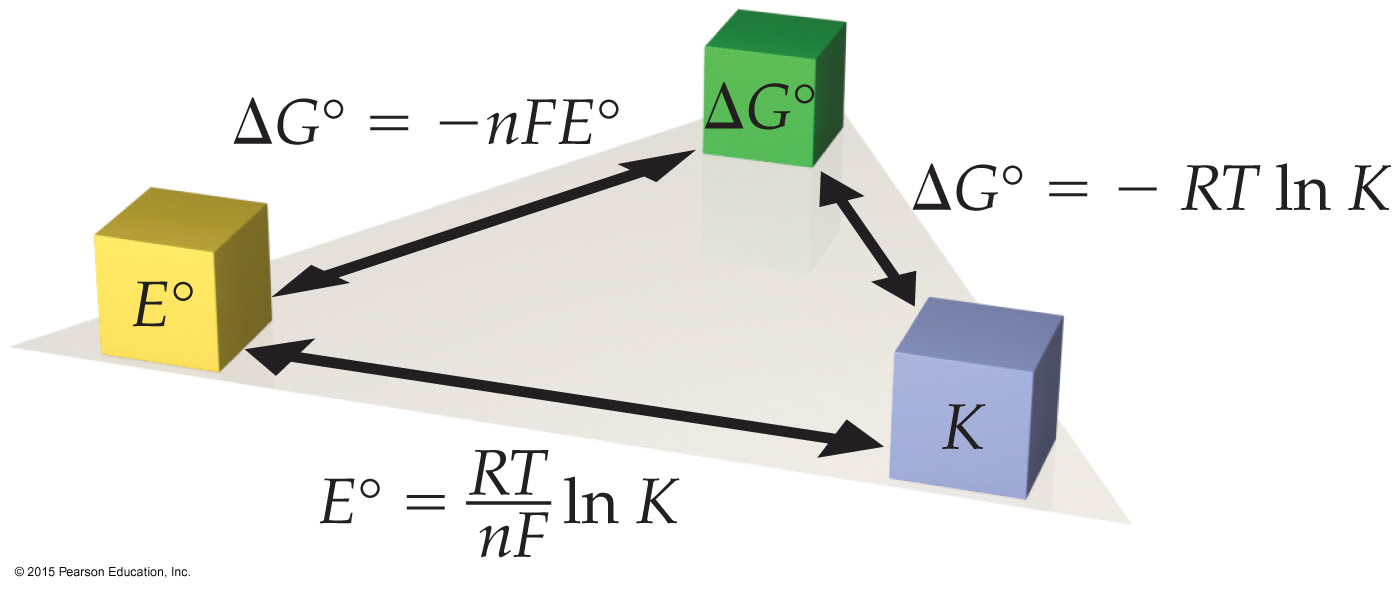 ΔG°
ΔG° = −nFE°
ΔG° = − RT ln K
E°
K
E° = RT/nF ln K
© 2015 Pearson Education, Inc.